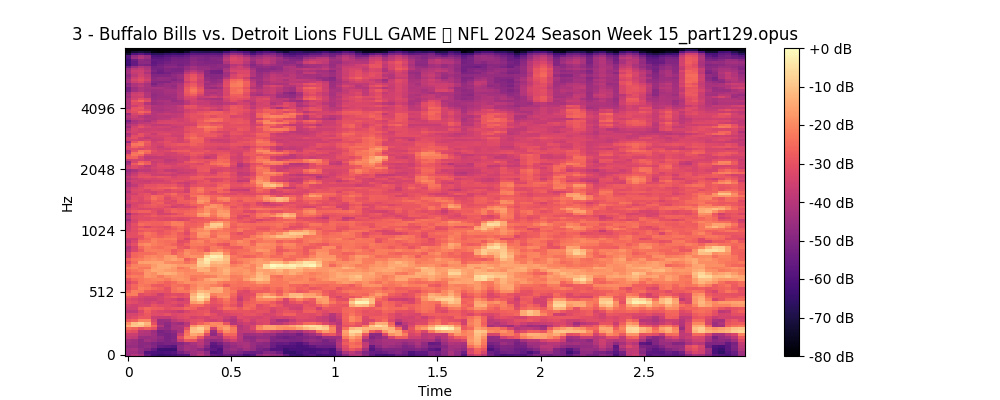 3 - Buffalo Bills vs. Detroit Lions FULL GAME ▯ NFL 2024 Season Week 15_part129.opus
+0 dB
-10 dB
-20 dB
-30 dB
-40 dB
-50 dB
-60 dB
-70 dB
-80 dB
4096
2048
1024
512
0
Hz
0
0.5
1
1.5
2
2.5
Time